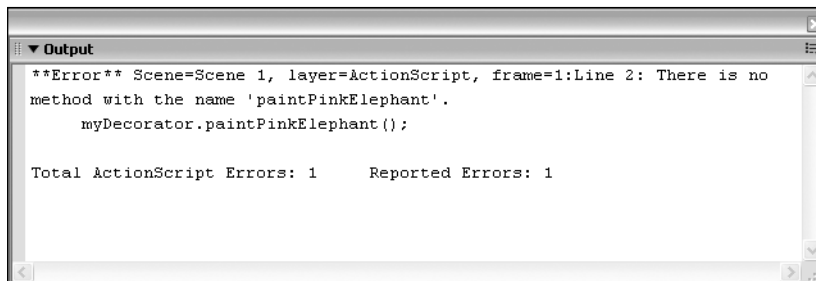 Output
**Error** Scene=Scene 1, layer=ActionScript, frame=1:Line 2: There is no
method with the name 'paintPinkElephant'.
myDecorator.paintPinkElephant();
Total ActionScript Errors: 1 Reported Errors: 1